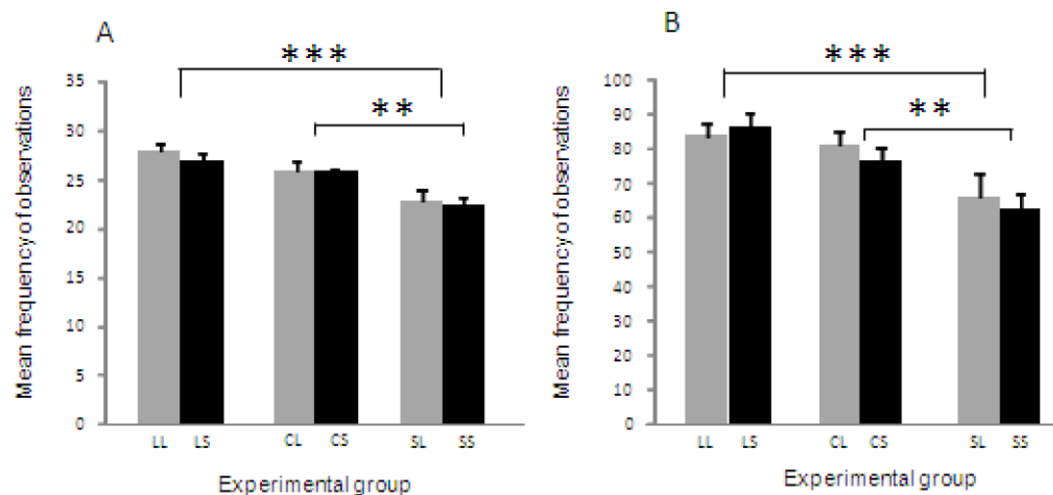 A
***
**
Mean frequency of observations
35
30
25
20
15
10
5
0
LL LS CL CS SL SS
Experimental group
B
***
**
Mean frequency of observations
100
90
80
70
60
50
40
30
20
10
0
LL LS CL CS SL SS
Experimental group